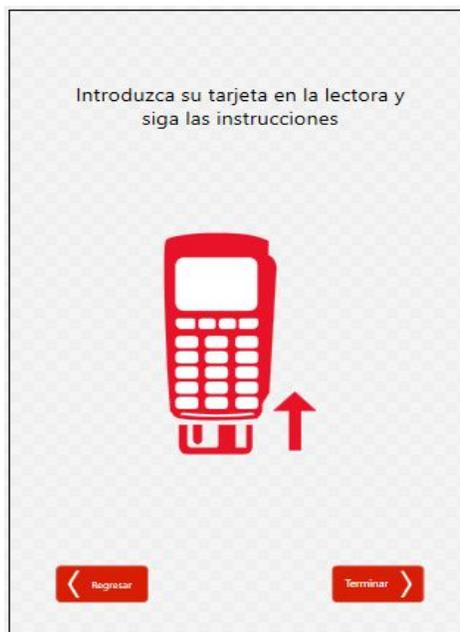 Introduzca su tarjeta en la lectora y
siga las instrucciones
Regresar
Terminar